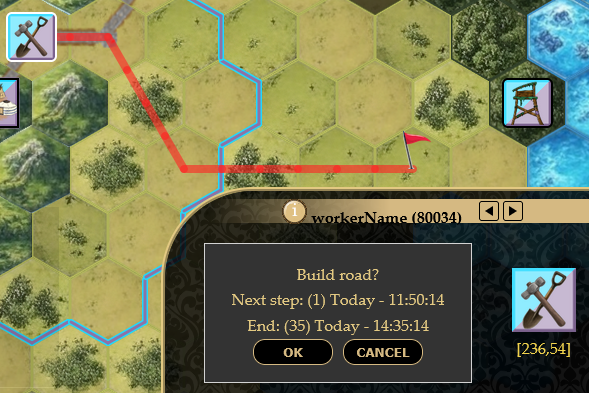 i
workerName (80034)
Build road?
Next step: (1) Today - 11:50:14
End: (35) Today - 14:35:14
OK CANCEL
[236,54]